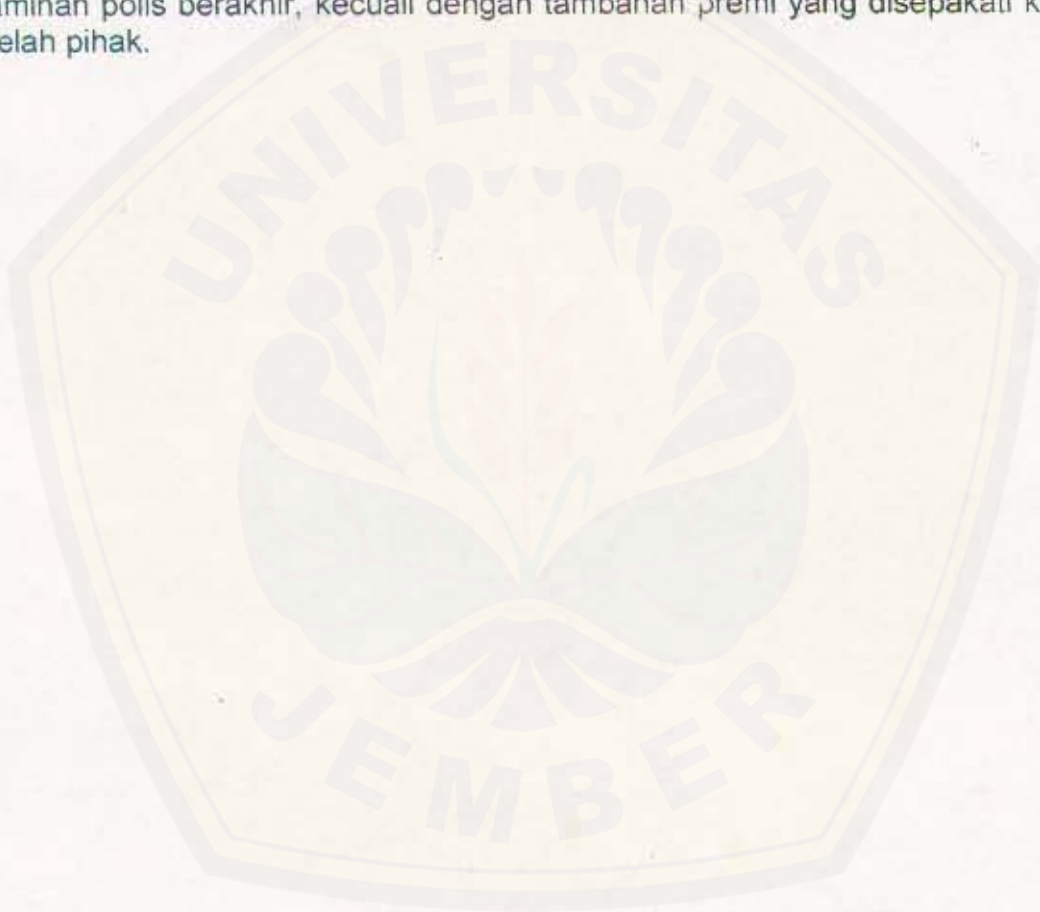 aminan polis berakhir, kecuali dengan tambahan premi yang disepakati k
elah pihak.
UNIVERSITAS
JEMBER